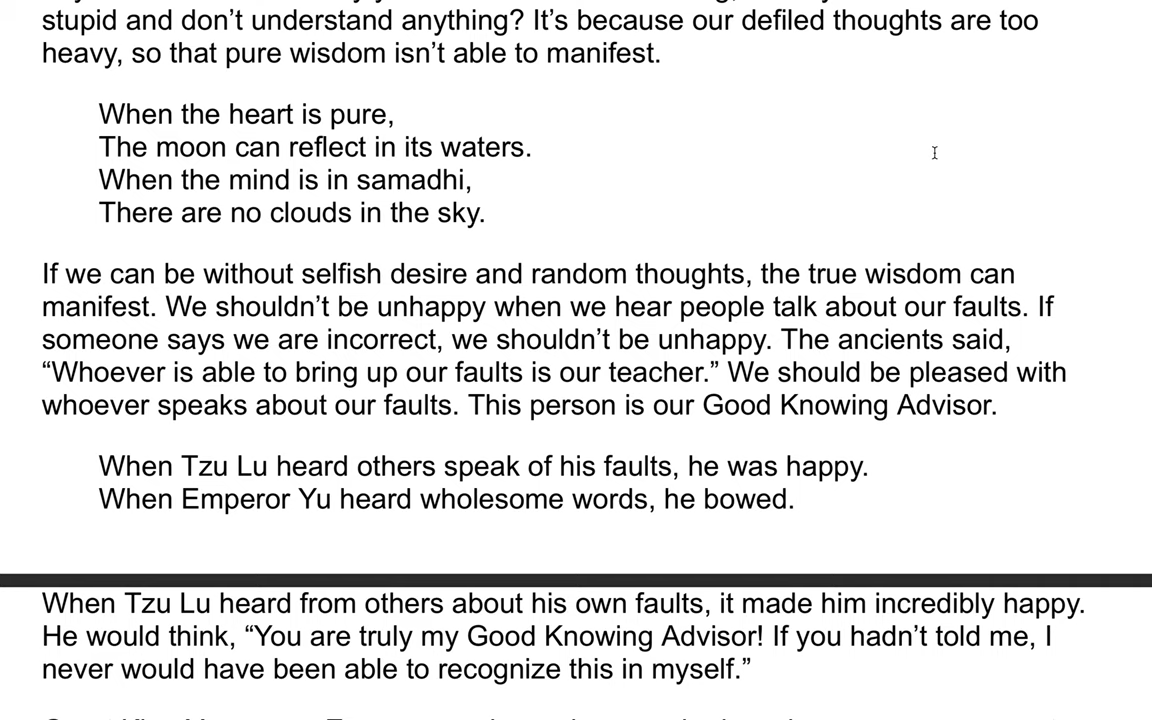 stupid and don’t understand anything? It’s because our defiled thoughts are too
heavy, so that pure wisdom isn’t able to manifest.
When the heart is pure,
The moon can reflect in its waters.
When the mind is in samadhi,
There are no clouds in the sky.
If we can be without selfish desire and random thoughts, the true wisdom can
manifest. We shouldn’t be unhappy when we hear people talk about our faults. If
someone says we are incorrect, we shouldn’t be unhappy. The ancients said,
“Whoever is able to bring up our faults is our teacher.” We should be pleased with
whoever speaks about our faults. This person is our Good Knowing Advisor.
When Tzu Lu heard others speak of his faults, he was happy.
When Emperor Yu heard wholesome words, he bowed.
When Tzu Lu heard from others about his own faults, it made him incredibly happy.
He would think, “You are truly my Good Knowing Advisor! If you hadn’t told me, I
never would have been able to recognize this in myself.”